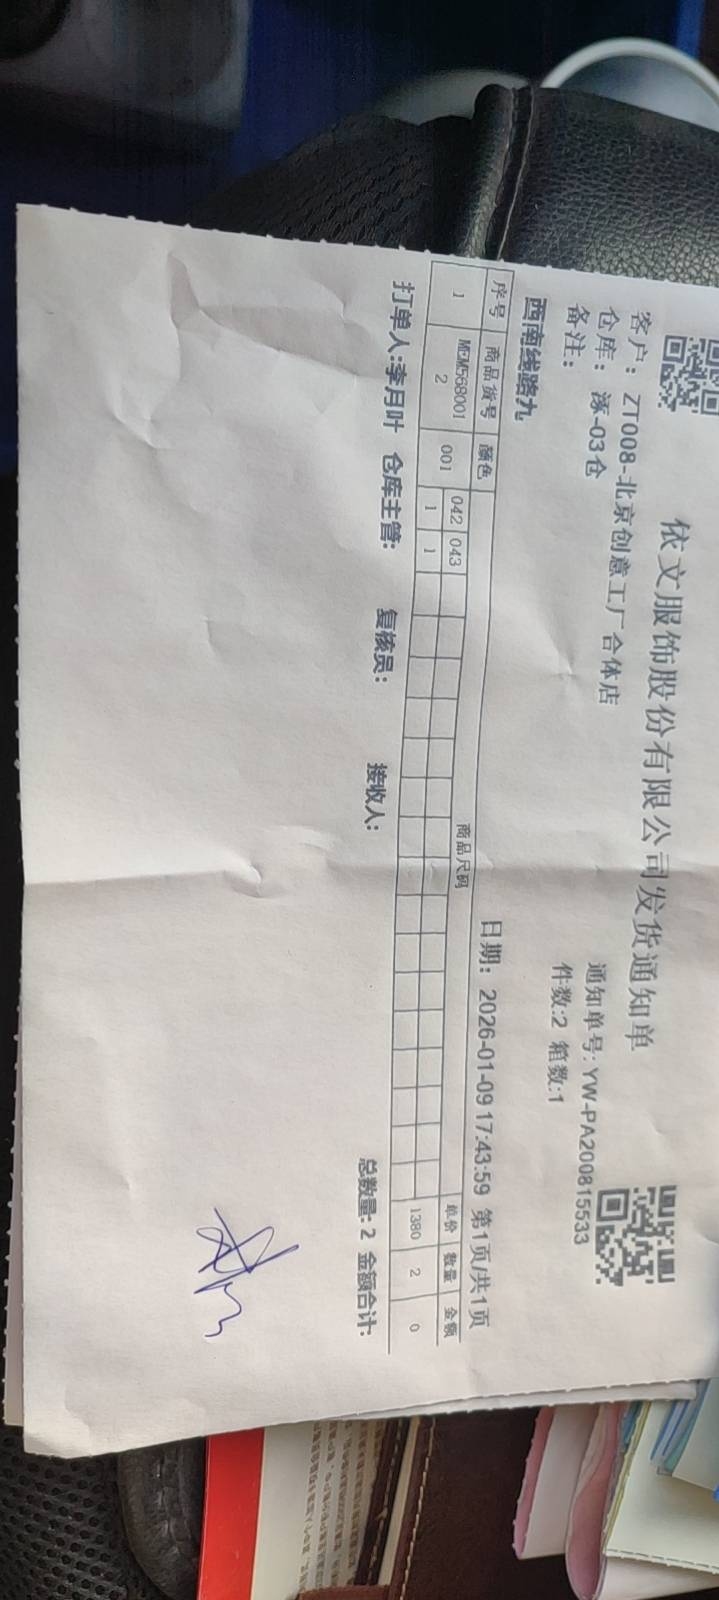 依文服饰股份有限公司发货通知单
客户：ZT008-北京创意工厂合体店
通知单号:YW-PA200815533
仓库：涿-03仓
件数:2 箱数:1
备注：
西南线路九
日期：2026-01-09 17:43:59 第1页/共1页
序号 商品货号 颜色 商品尺码 单价 数量 金额
042 043
1 MEM5680012 001 1 1 1380 2 0
打单人:李月叶 仓库主管: 复核员: 接收人: 总数量: 2 金额合计: